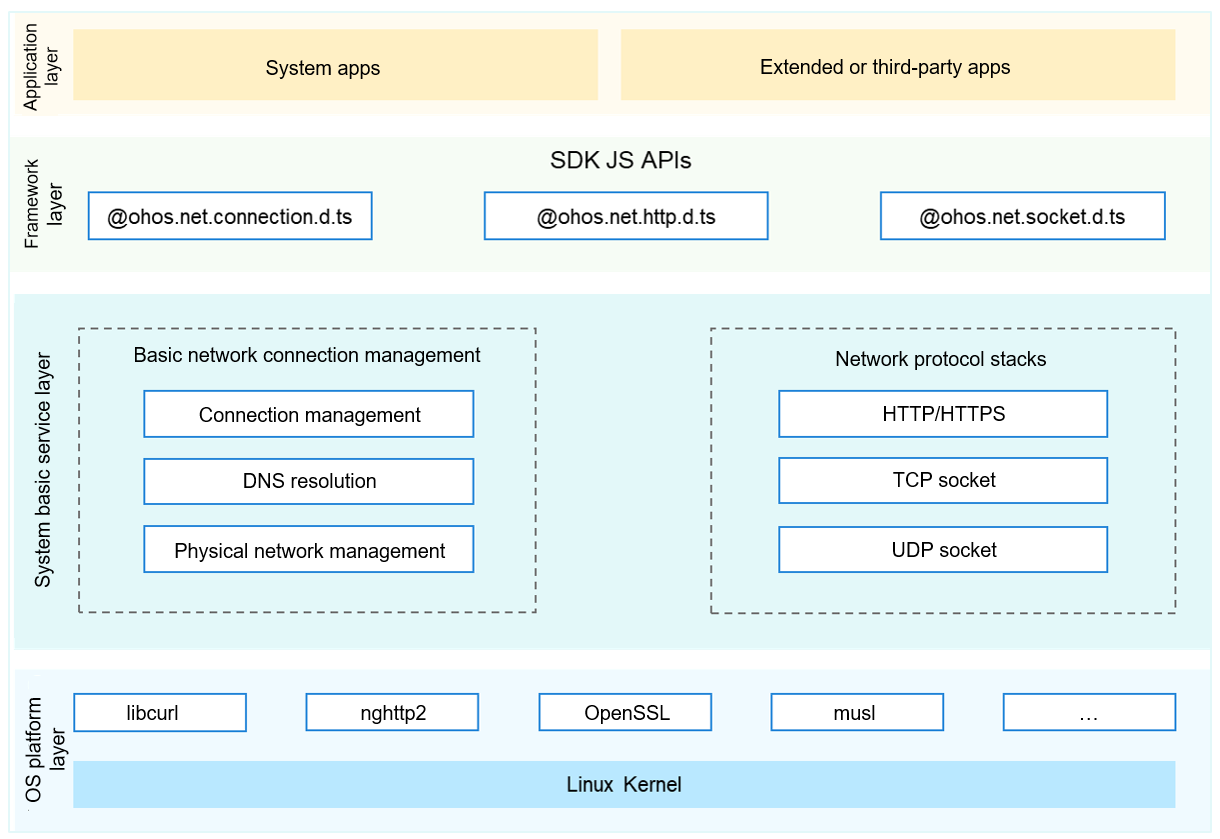 Application
layer
System apps
Extended or third-party apps
Framework
layer
SDK JS APIs
@ohos.net.connection.d.ts
@ohos.net.http.d.ts
@ohos.net.socket.d.ts
System basic service layer
Basic network connection management
Connection management
DNS resolution
Physical network management
Network protocol stacks
HTTP/HTTPS
TCP socket
UDP socket
OS platform
layer
libcurl
nghttp2
OpenSSL
musl
...
Linux Kernel